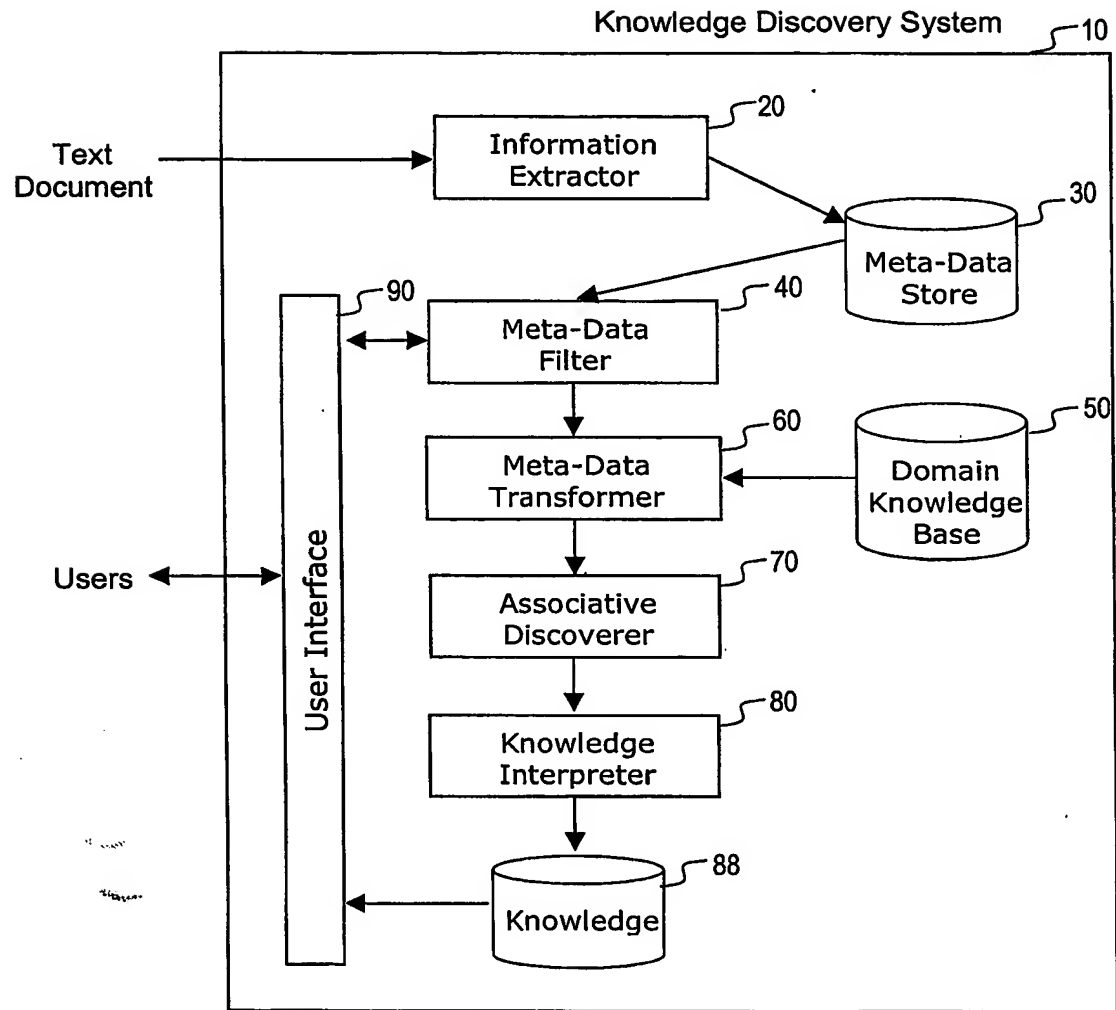 Knowledge Discovery System
10
20
Information
Extractor
Text
Document
30
Meta-Data
Store
90
40
Meta-Data
Filter
50
Domain
Knowledge
Base
60
Meta-Data
Transformer
Users
User Interface
70
Associative
Discoverer
80
Knowledge
Interpreter
88
Knowledge